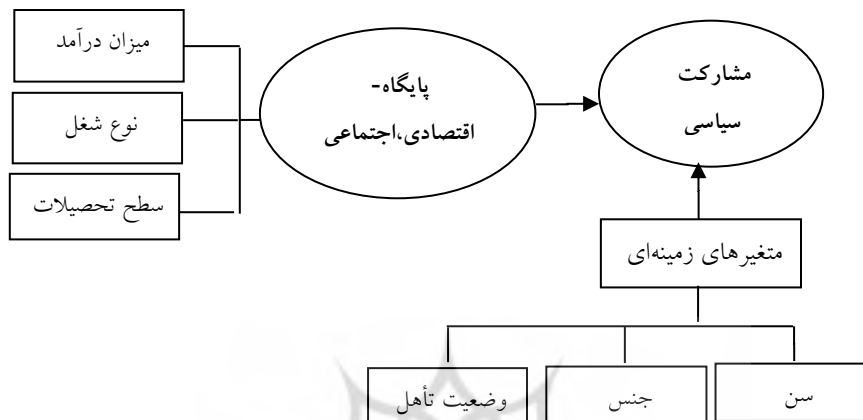 مشارکت
سیاسی
پایگاه-
اقتصادی،اجتماعی
میزان درآمد
نوع شغل
سطح تحصیلات
متغیرهای زمینه‌ای
سن
جنس
وضعیت تأهل